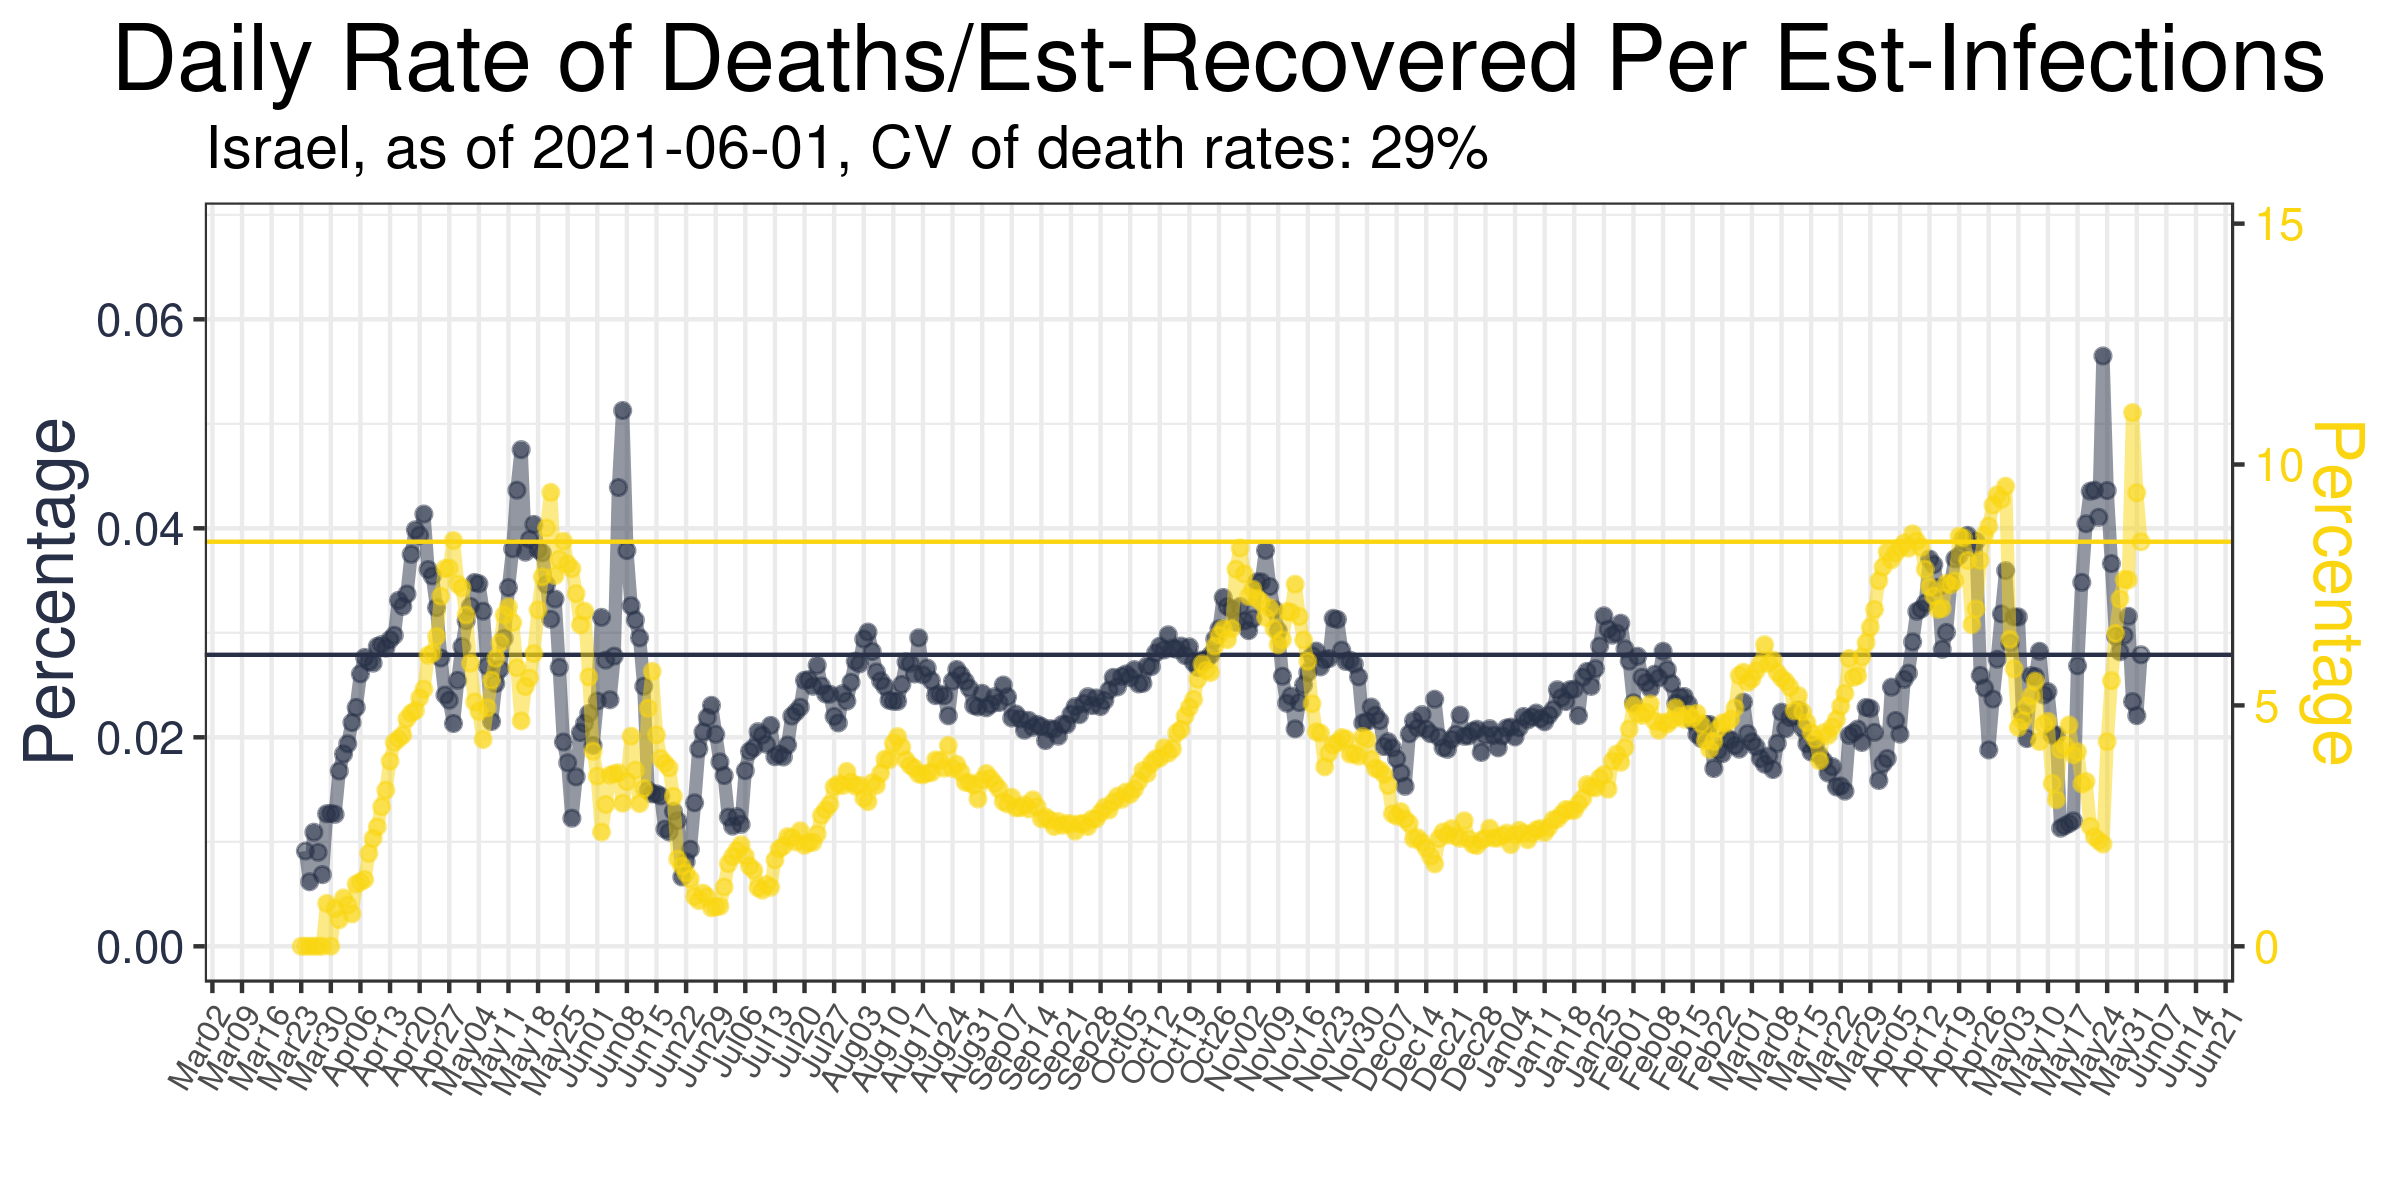 Daily Rate of Deaths/Est-Recovered Per Est-Infections
Israel, as of 2021-06-01, CV of death rates: 29%
Percentage
0.06
0.04
0.02
0.00
15
10
5
0
Percentage
Mar02
Mar09
Mar16
Mar23
Mar30
Apr06
Apr13
Apr20
Apr27
May04
May11
May18
May25
Jun01
Jun08
Jun15
Jun22
Jun29
Jul06
Jul13
Jul20
Jul27
Aug03
Aug10
Aug17
Aug24
Aug31
Sep07
Sep14
Sep21
Sep28
Oct05
Oct12
Oct19
Oct26
Nov02
Nov09
Nov16
Nov23
Nov30
Dec07
Dec14
Dec21
Dec28
Jan04
Jan11
Jan18
Jan25
Feb01
Feb08
Feb15
Feb22
Mar01
Mar08
Mar15
Mar22
Mar29
Apr05
Apr12
Apr19
Apr26
May03
May10
May17
May24
May31
Jun07
Jun14
Jun21